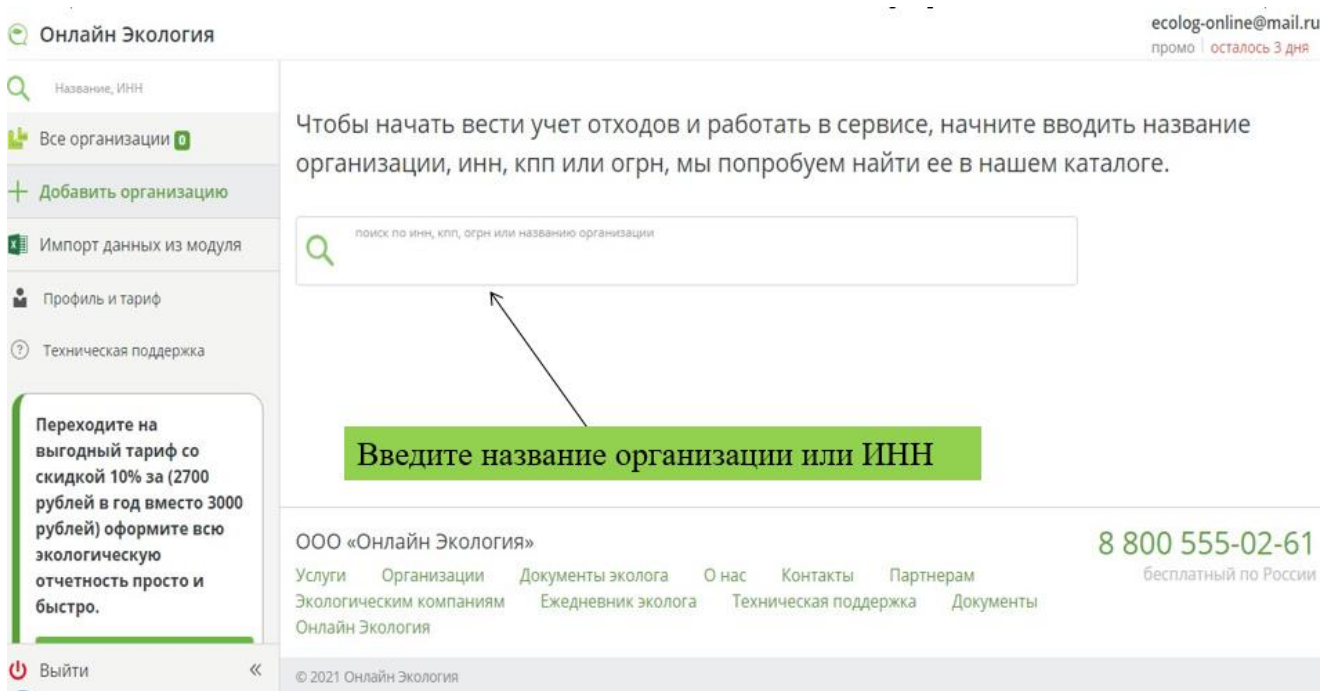 Онлайн Экология
ecolog-online@mail.ru
промо осталось 3 дня
Название, ИНН
Все организации 0
Добавить организацию
Импорт данных из модуля
Профиль и тариф
Техническая поддержка
Переходите на
выгодный тариф со
скидкой 10% за (2700
рублей в год вместо 3000
рублей) оформите всю
экологическую
отчетность просто и
быстро.
Выйти
Чтобы начать вести учет отходов и работать в сервисе, начните вводить название
организации, инн, кпп или огрн, мы попробуем найти ее в нашем каталоге.
поиск по инн, кпп, огрн или названию организации
Введите название организации или ИНН
ООО «Онлайн Экология»
Услуги Организации Документы эколога О нас Контакты Партнерам
Экологическим компаниям Ежедневник эколога Техническая поддержка Документы
Онлайн Экология
8 800 555-02-61
бесплатный по России
© 2021 Онлайн Экология